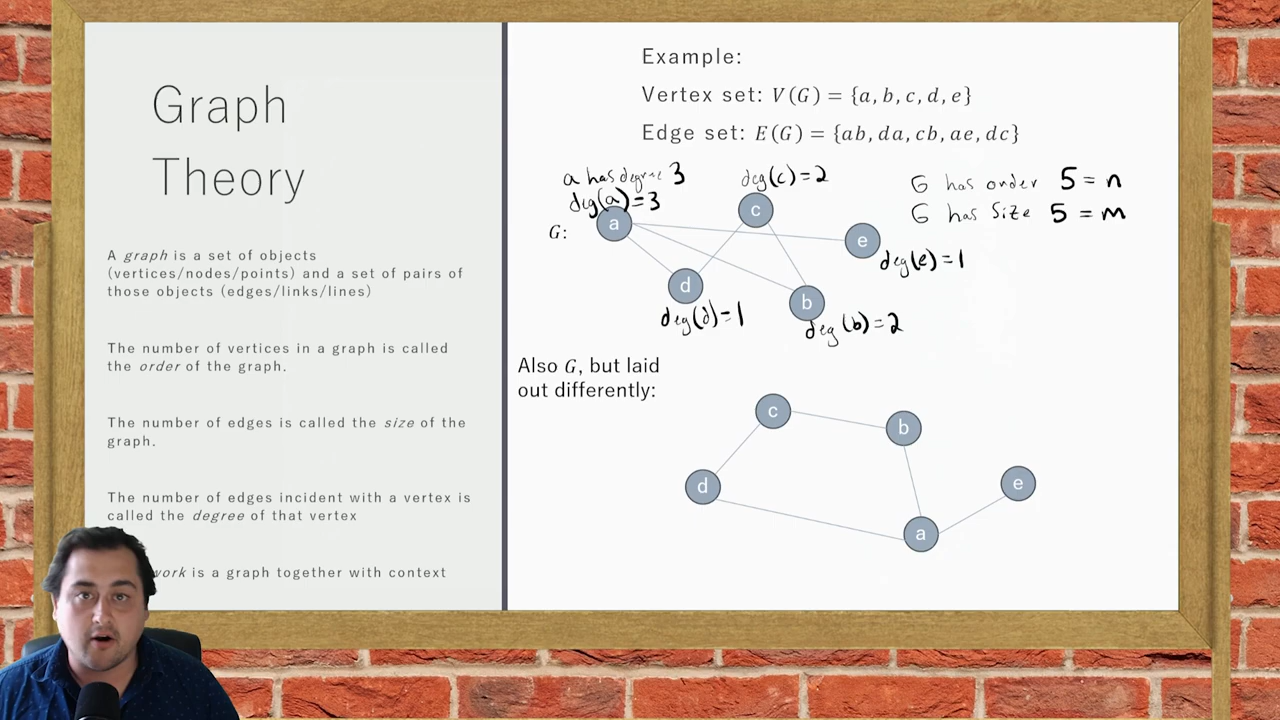 Graph
Theory
A graph is a set of objects
(vertices/nodes/points) and a set of pairs of
those objects (edges/links/lines)
The number of vertices in a graph is called
the order of the graph.
The number of edges is called the size of the
graph.
The number of edges incident with a vertex is
called the degree of that vertex
work is a graph together with context
Example:
Vertex set: V(G) = {a, b, c, d, e}
Edge set: E(G) = {ab, da, cb, ae, dc}
a has degree 3
deg(a)=3
deg(c)=2
G has order 5 = n
G has size 5 = m
G:
a
c
e
deg(e)=1
d
b
deg(d)=1
deg(b)=2
Also G, but laid
out differently:
c
b
d
e
a